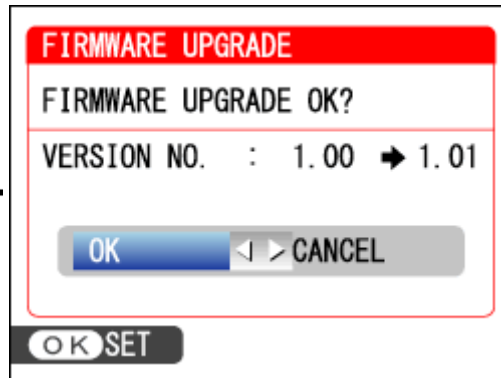 FIRMWARE UPGRADE
FIRMWARE UPGRADE OK?
VERSION NO. : 1.00 → 1.01
OK CANCEL
OK SET